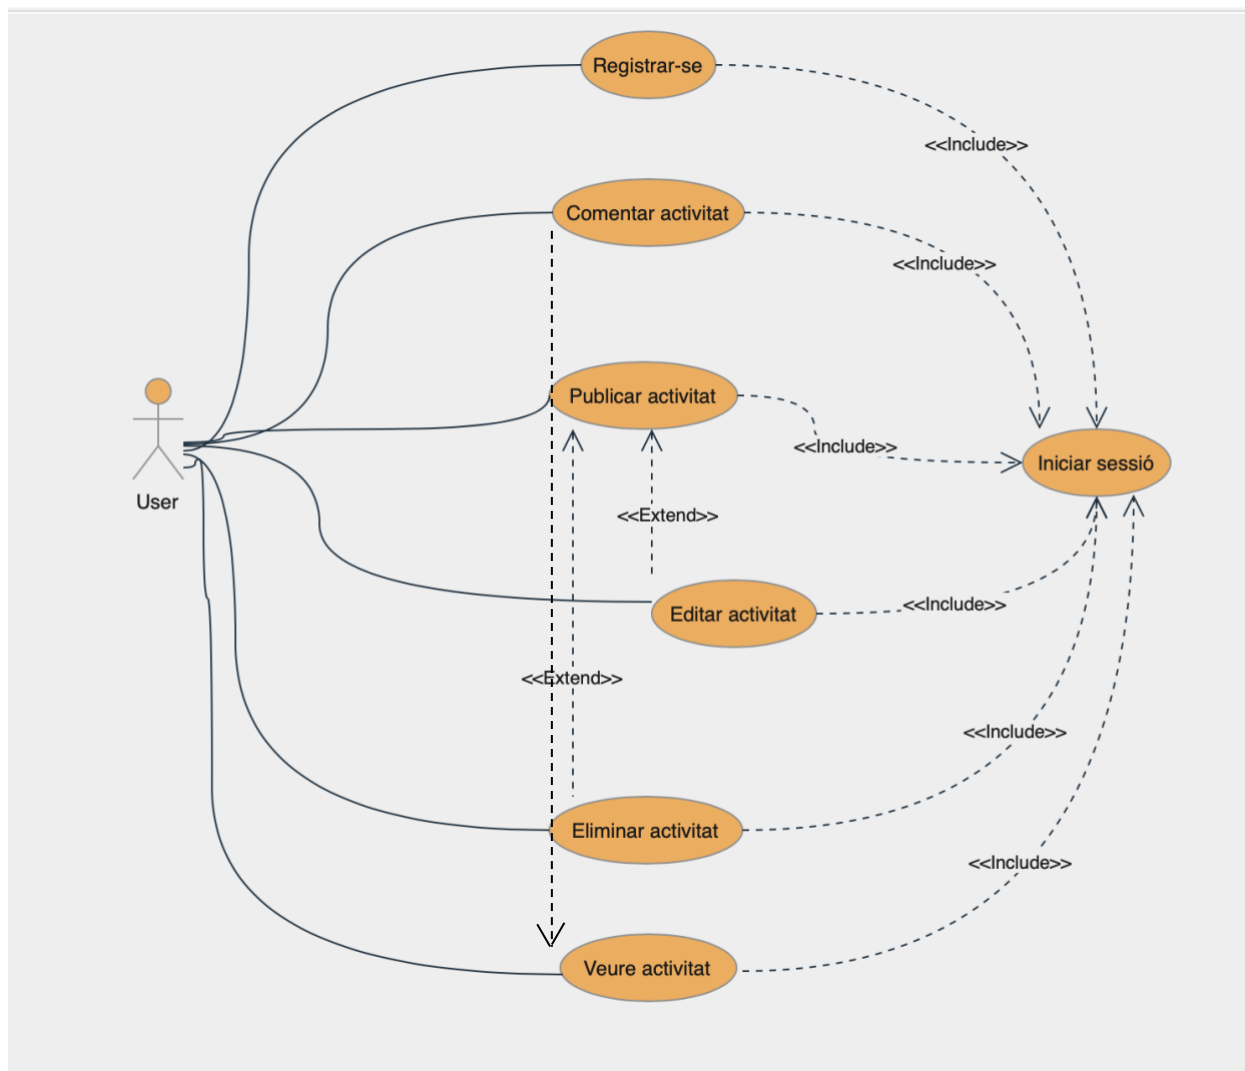 Registrar-se
<<Include>>
Comentar activitat
<<Include>>
Publicar activitat
<<Include>>
Iniciar sessió
User
<<Extend>>
Editar activitat
<<Include>>
<<Extend>>
<<Include>>
Eliminar activitat
<<Include>>
Veure activitat